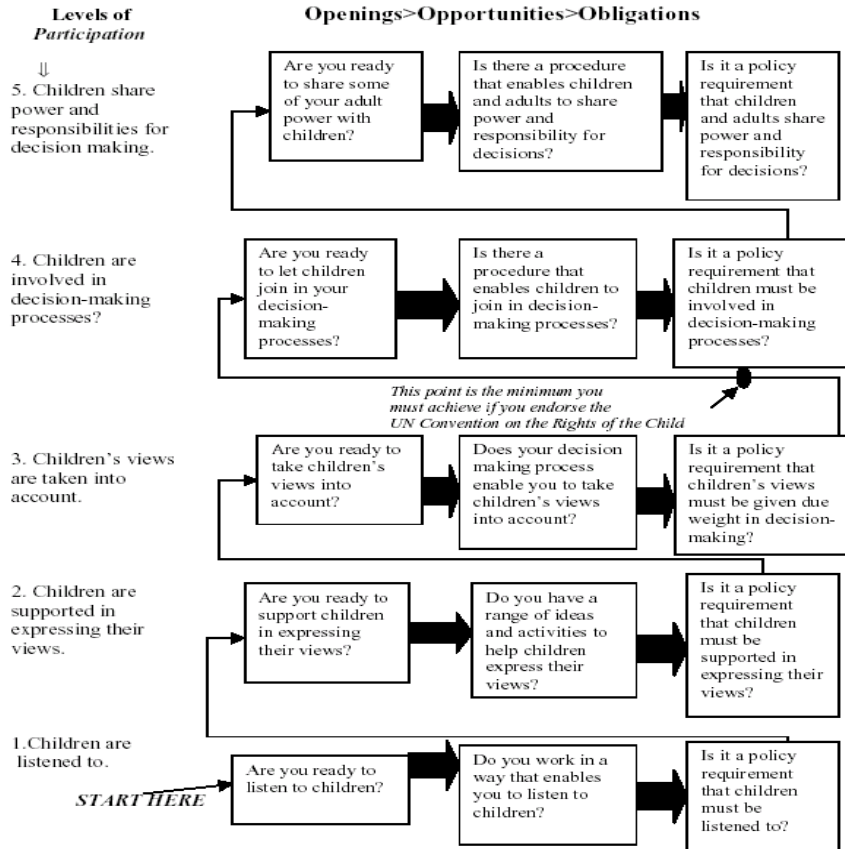 Levels of
Participation
⇓
Openings>Opportunities>Obligations
5. Children share
power and
responsibilities for
decision making.
Are you ready
to share some
of your adult
power with
children?
Is there a procedure
that enables children
and adults to share
power and
responsibility for
decisions?
Is it a policy
requirement
that children
and adults share
power and
responsibility
for decisions?
4. Children are
involved in
decision-making
processes?
Are you ready
to let children
join in your
decision-
making
processes?
Is there a
procedure that
enables children to
join in decision-
making processes?
Is it a policy
requirement that
children must be
involved in
decision-making
processes?
This point is the minimum you
must achieve if you endorse the
UN Convention on the Rights of the Child
3. Children’s views
are taken into
account.
Are you ready to
take children’s
views into
account?
Does your decision
making process
enable you to take
children’s views
into account?
Is it a policy
requirement that
children’s views
must be given due
weight in decision-
making?
2. Children are
supported in
expressing their
views.
Are you ready to
support children
in expressing
their views?
Do you have a
range of ideas
and activities to
help children
express their
views?
Is it a policy
requirement
that children
must be
supported in
expressing their
views?
1.Children are
listened to.
START HERE
Are you ready to
listen to children?
Do you work in a
way that enables
you to listen to
children?
Is it a policy
requirement
that children
must be
listened to?